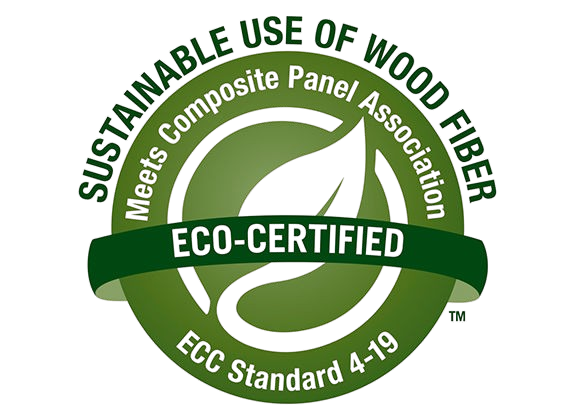 SUSTAINABLE USE OF WOOD FIBER
Meets Composite Panel Association
ECO-CERTIFIED
ECC Standard 4-19
TM